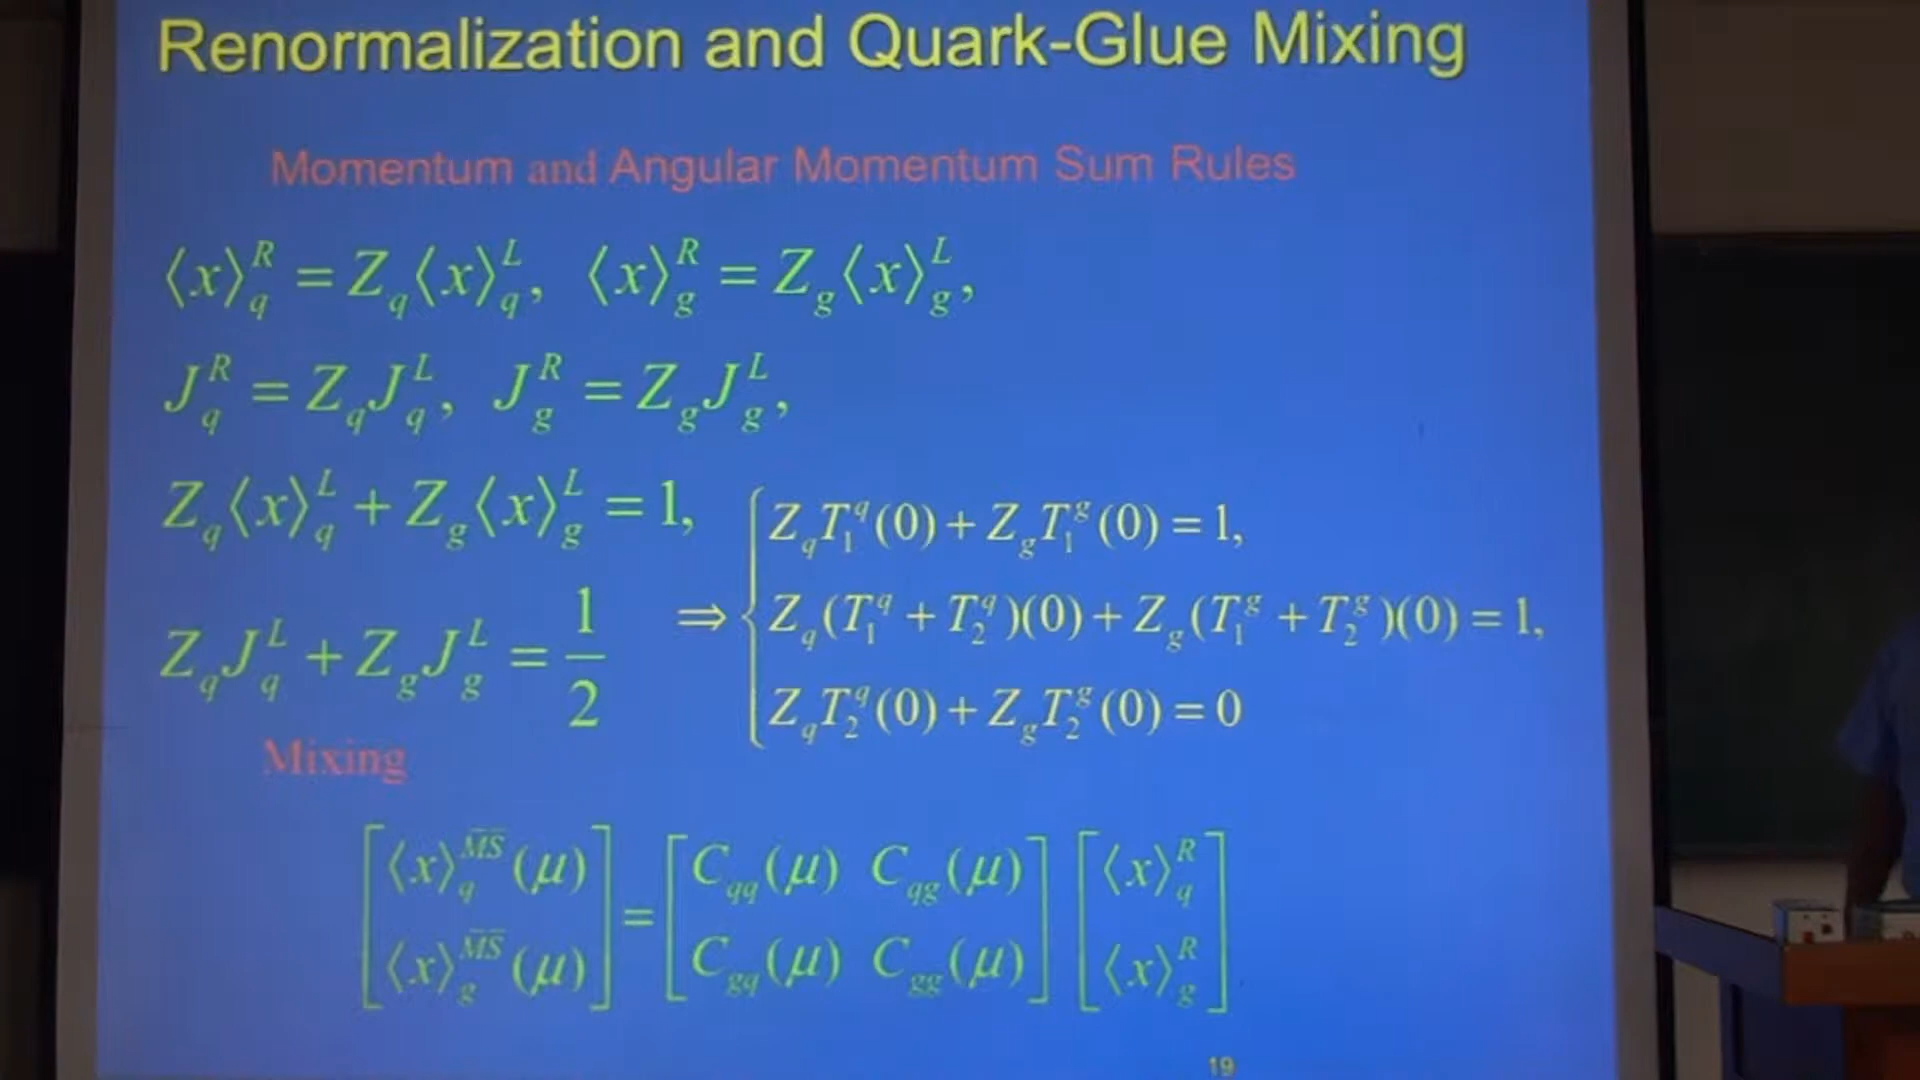 Renormalization and Quark-Glue Mixing
Momentum and Angular Momentum Sum Rules
⟨x⟩_q^R = Z_q⟨x⟩_q^L, ⟨x⟩_g^R = Z_g⟨x⟩_g^L,
J_q^R = Z_q J_q^L, J_g^R = Z_g J_g^L,
Z_q⟨x⟩_q^L + Z_g⟨x⟩_g^L = 1,
Z_q J_q^L + Z_g J_g^L = 1/2
⇒ { Z_q T_1^q(0) + Z_g T_1^g(0) = 1,
Z_q(T_1^q + T_2^q)(0) + Z_g(T_1^g + T_2^g)(0) = 1,
Z_q T_2^q(0) + Z_g T_2^g(0) = 0
Mixing
[⟨x⟩_q^{\overline{MS}}(μ)] = [C_qq(μ) C_qg(μ)] [⟨x⟩_q^R]
[⟨x⟩_g^{\overline{MS}}(μ)] [C_gq(μ) C_gg(μ)] [⟨x⟩_g^R]
19